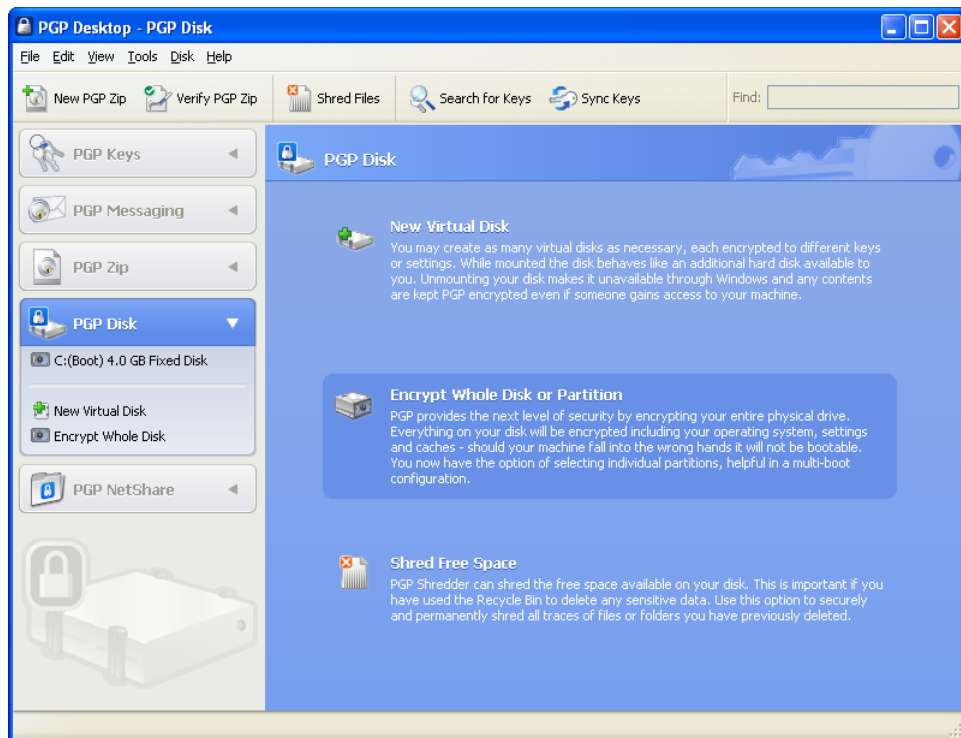 PGP Desktop - PGP Disk
File Edit View Tools Disk Help
New PGP Zip Verify PGP Zip Shred Files Search for Keys Sync Keys Find:
PGP Keys
PGP Messaging
PGP Zip
PGP Disk
C:(Boot) 4.0 GB Fixed Disk
New Virtual Disk
Encrypt Whole Disk
PGP NetShare
PGP Disk
New Virtual Disk
You may create as many virtual disks as necessary, each encrypted to different keys
or settings. While mounted the disk behaves like an additional hard disk available to
you. Unmounting your disk makes it unavailable through Windows and any contents
are kept PGP encrypted even if someone gains access to your machine.
Encrypt Whole Disk or Partition
PGP provides the next level of security by encrypting your entire physical drive.
Everything on your disk will be encrypted including your operating system, settings
and caches - should your machine fall into the wrong hands it will not be bootable.
You now have the option of selecting individual partitions, helpful in a multi-boot
configuration.
Shred Free Space
PGP Shredder can shred the free space available on your disk. This is important if you
have used the Recycle Bin to delete any sensitive data. Use this option to securely
and permanently shred all traces of files or folders you have previously deleted.